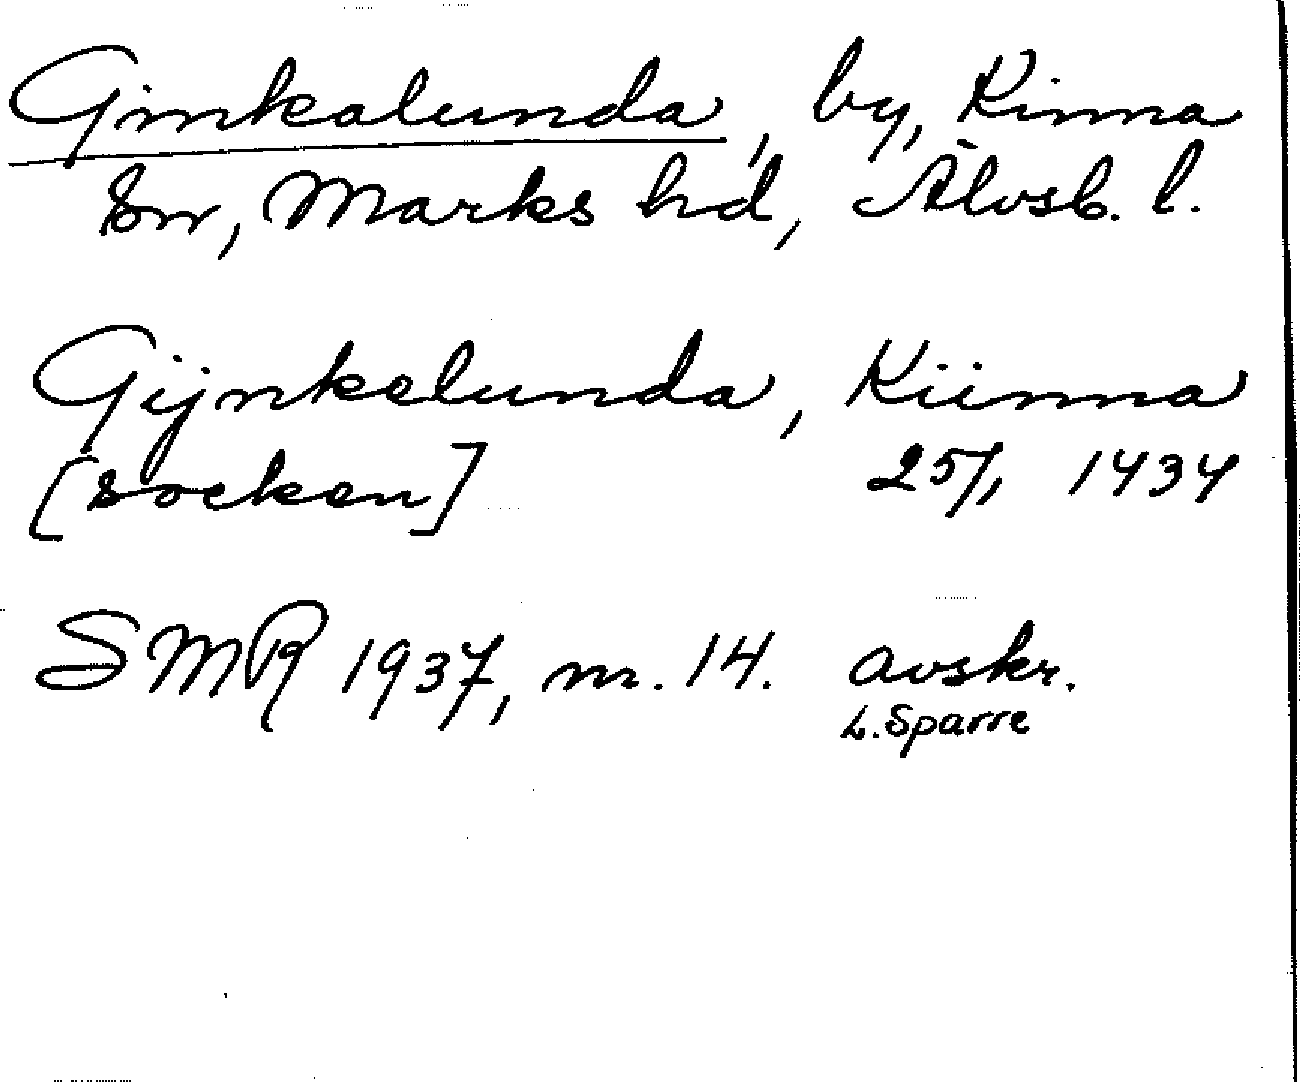 Ginkalunda, by, Kinna
sn, Marks hd, Älvsb. l.
Gijnkelunda, Kiinna
[socken] 25/1 1434
SMR 1937, nr. 14. avskr.
L. Sparre